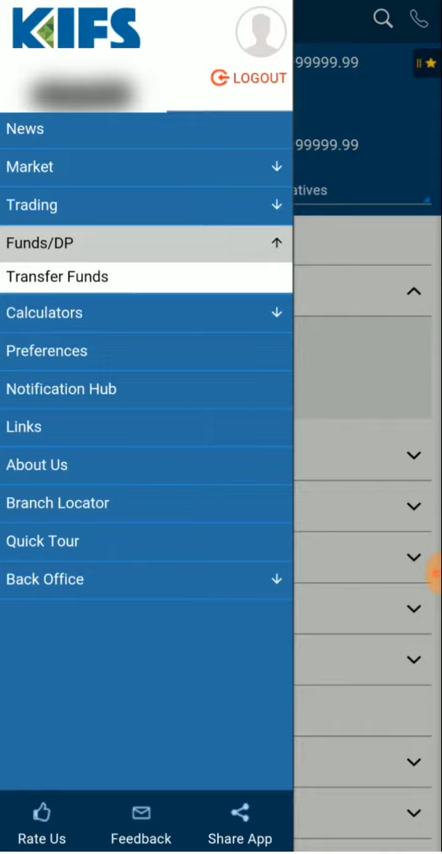 KIFS
LOGOUT
99999.99
99999.99
atives
News
Market
Trading
Funds/DP
Transfer Funds
Calculators
Preferences
Notification Hub
Links
About Us
Branch Locator
Quick Tour
Back Office
Rate Us
Feedback
Share App